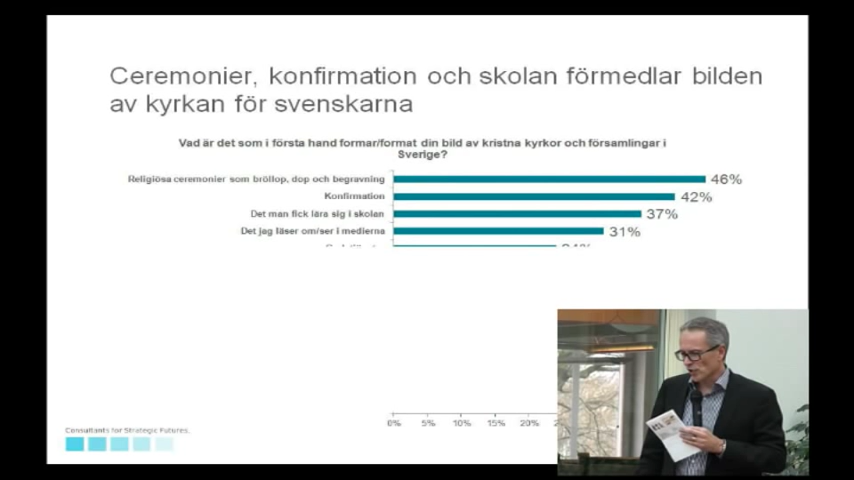 Ceremonier, konfirmation och skolan förmedlar bilden
av kyrkan för svenskarna
Vad är det som i första hand formar/format din bild av kristna kyrkor och församlingar i
Sverige?
Religiösa ceremonier som bröllop, dop och begravning 46%
Konfirmation 42%
Det man fick lära sig i skolan 37%
Det jag läser om/ser i medierna 31%
0% 5% 10% 15% 20%
Consultants for Strategic Futures.